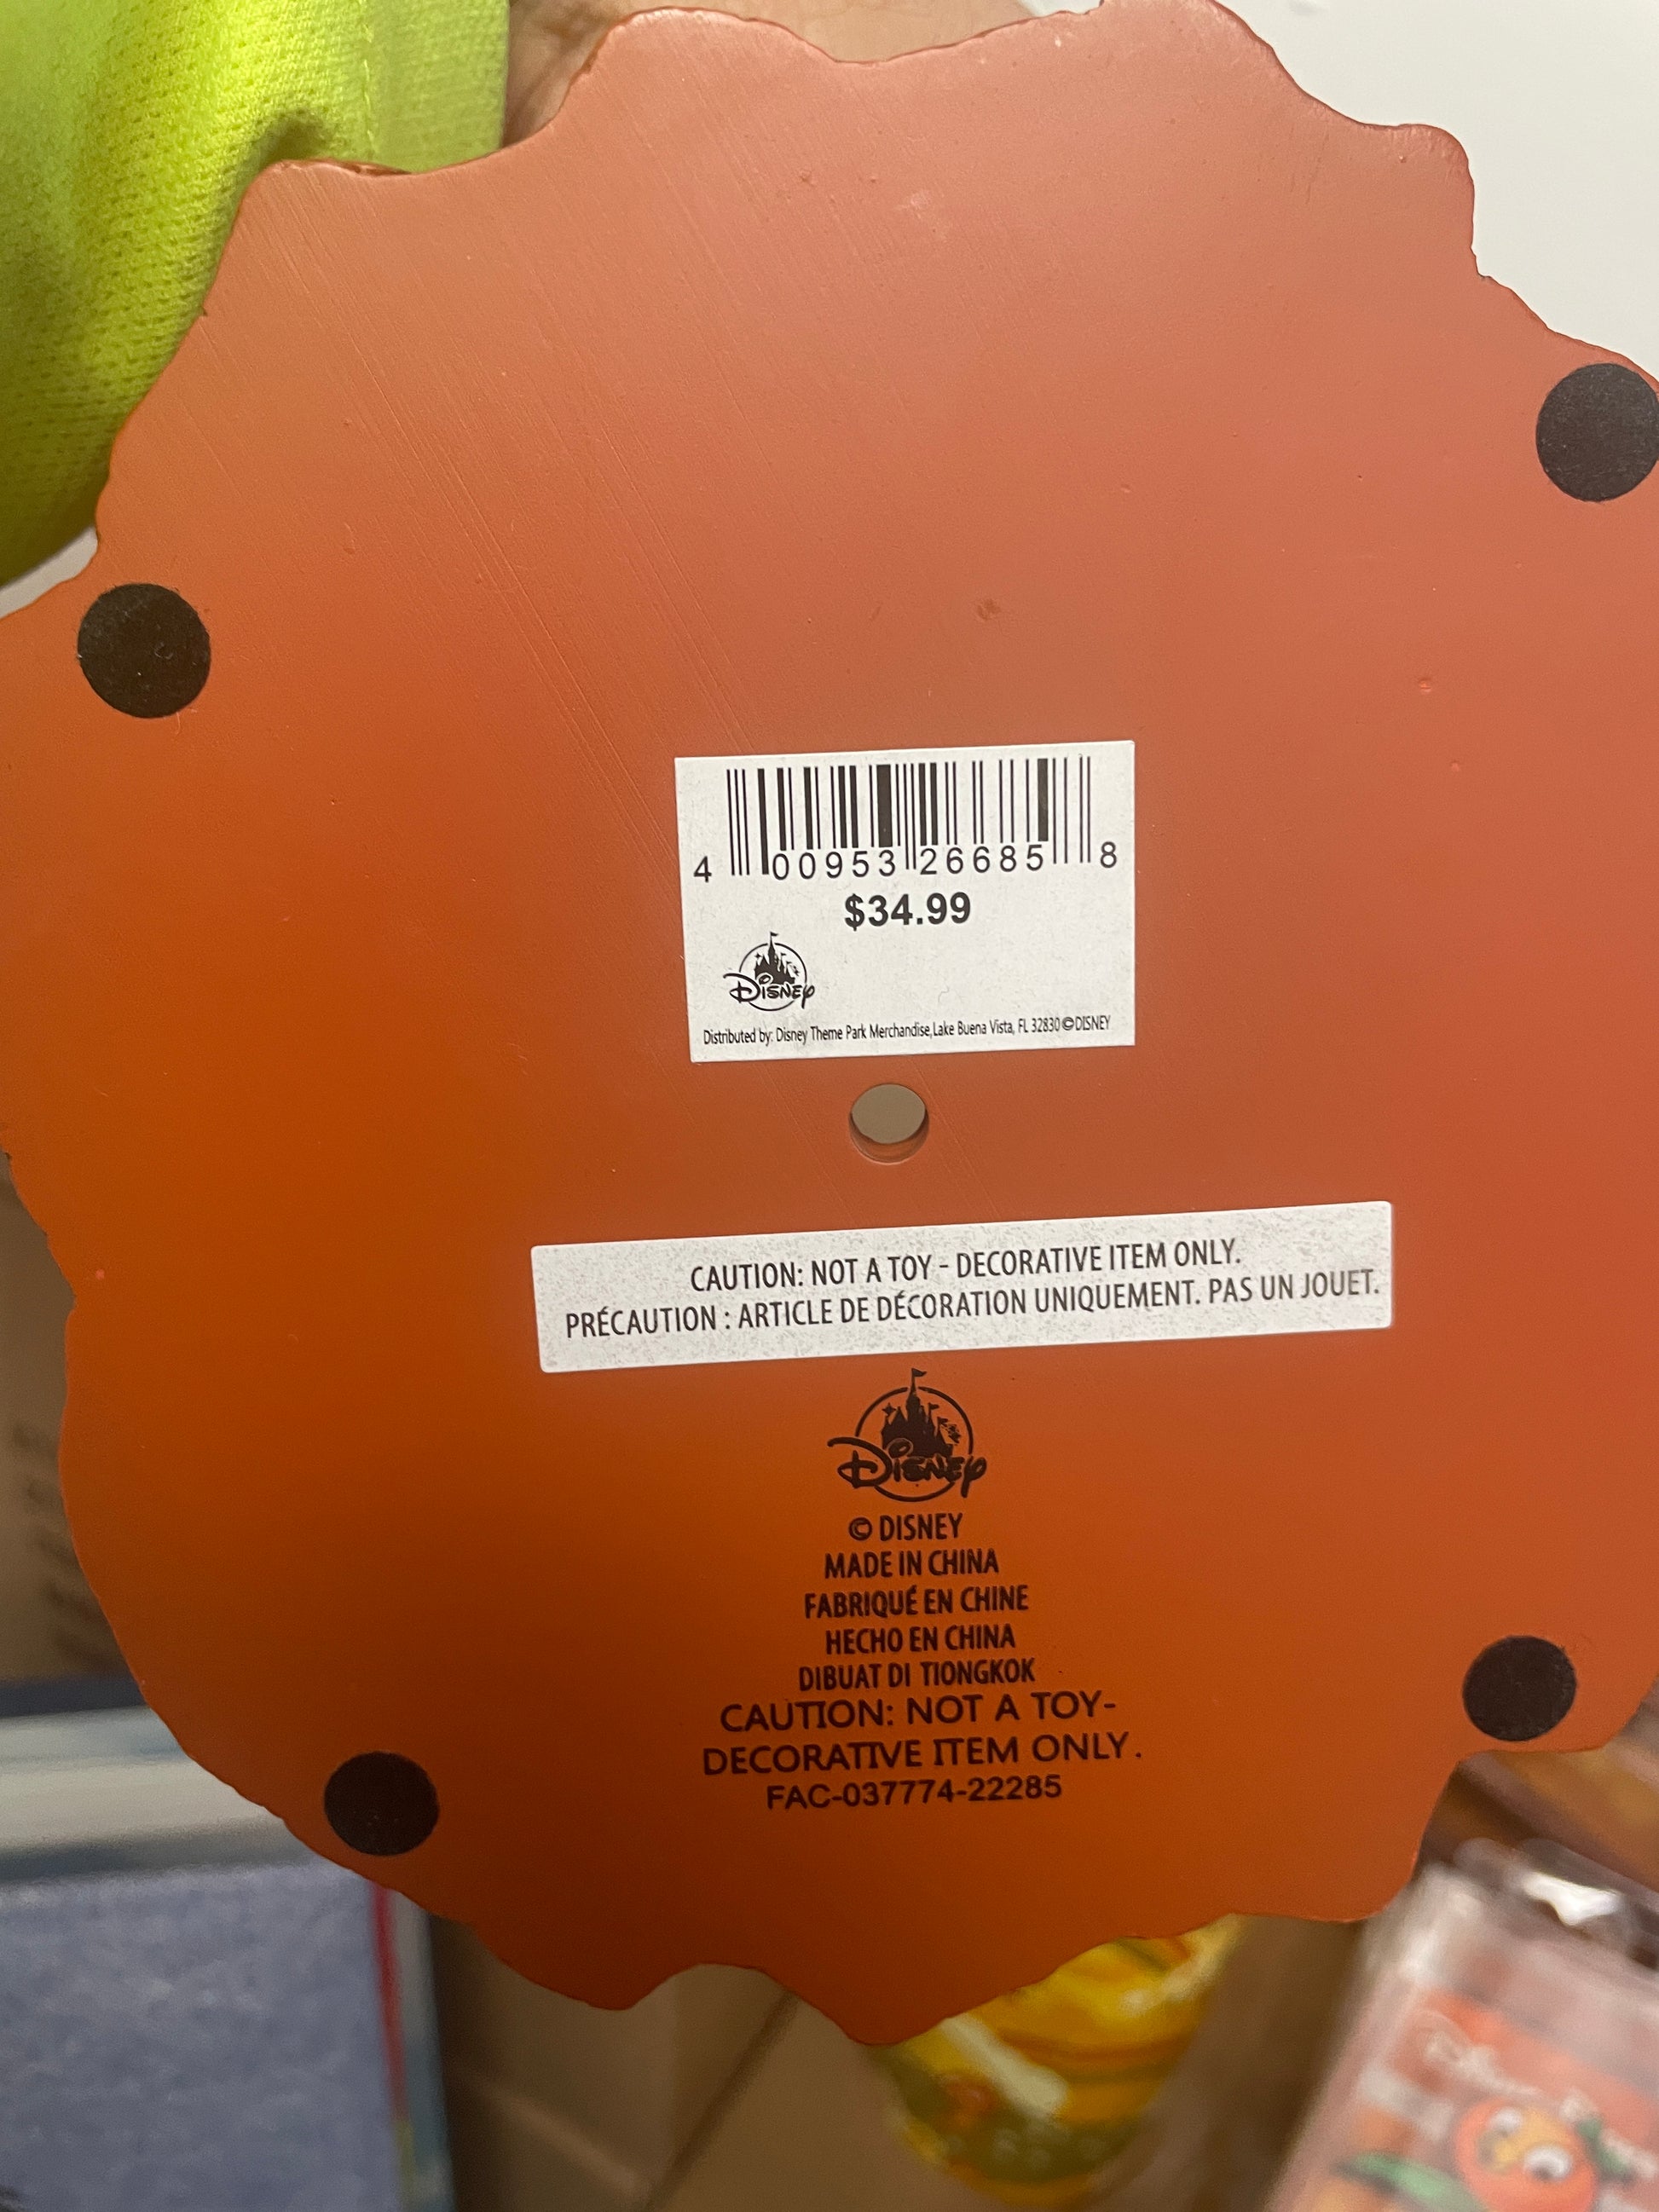 4 00953 26685 8
$34.99
Disney
Distributed by: Disney Theme Park Merchandise, Lake Buena Vista, FL 32830 © DISNEY
CAUTION: NOT A TOY - DECORATIVE ITEM ONLY.
PRÉCAUTION : ARTICLE DE DÉCORATION UNIQUEMENT. PAS UN JOUET.
Disney
© DISNEY
MADE IN CHINA
FABRIQUÉ EN CHINE
HECHO EN CHINA
DIBUAT DI TIONGKOK
CAUTION: NOT A TOY-
DECORATIVE ITEM ONLY.
FAC-037774-22285